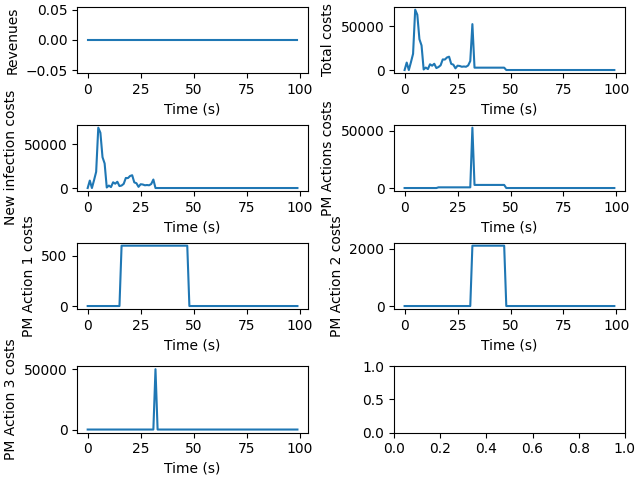 Revenues
0.05
0.00
−0.05
0 25 50 75 100
Time (s)
Total costs
50000
0
0 25 50 75 100
Time (s)
New infection costs
50000
0
0 25 50 75 100
Time (s)
PM Actions costs
50000
0
0 25 50 75 100
Time (s)
PM Action 1 costs
500
0
0 25 50 75 100
Time (s)
PM Action 2 costs
2000
0
0 25 50 75 100
Time (s)
PM Action 3 costs
50000
0
0 25 50 75 100
Time (s)
1.0
0.5
0.0
0.0 0.2 0.4 0.6 0.8 1.0